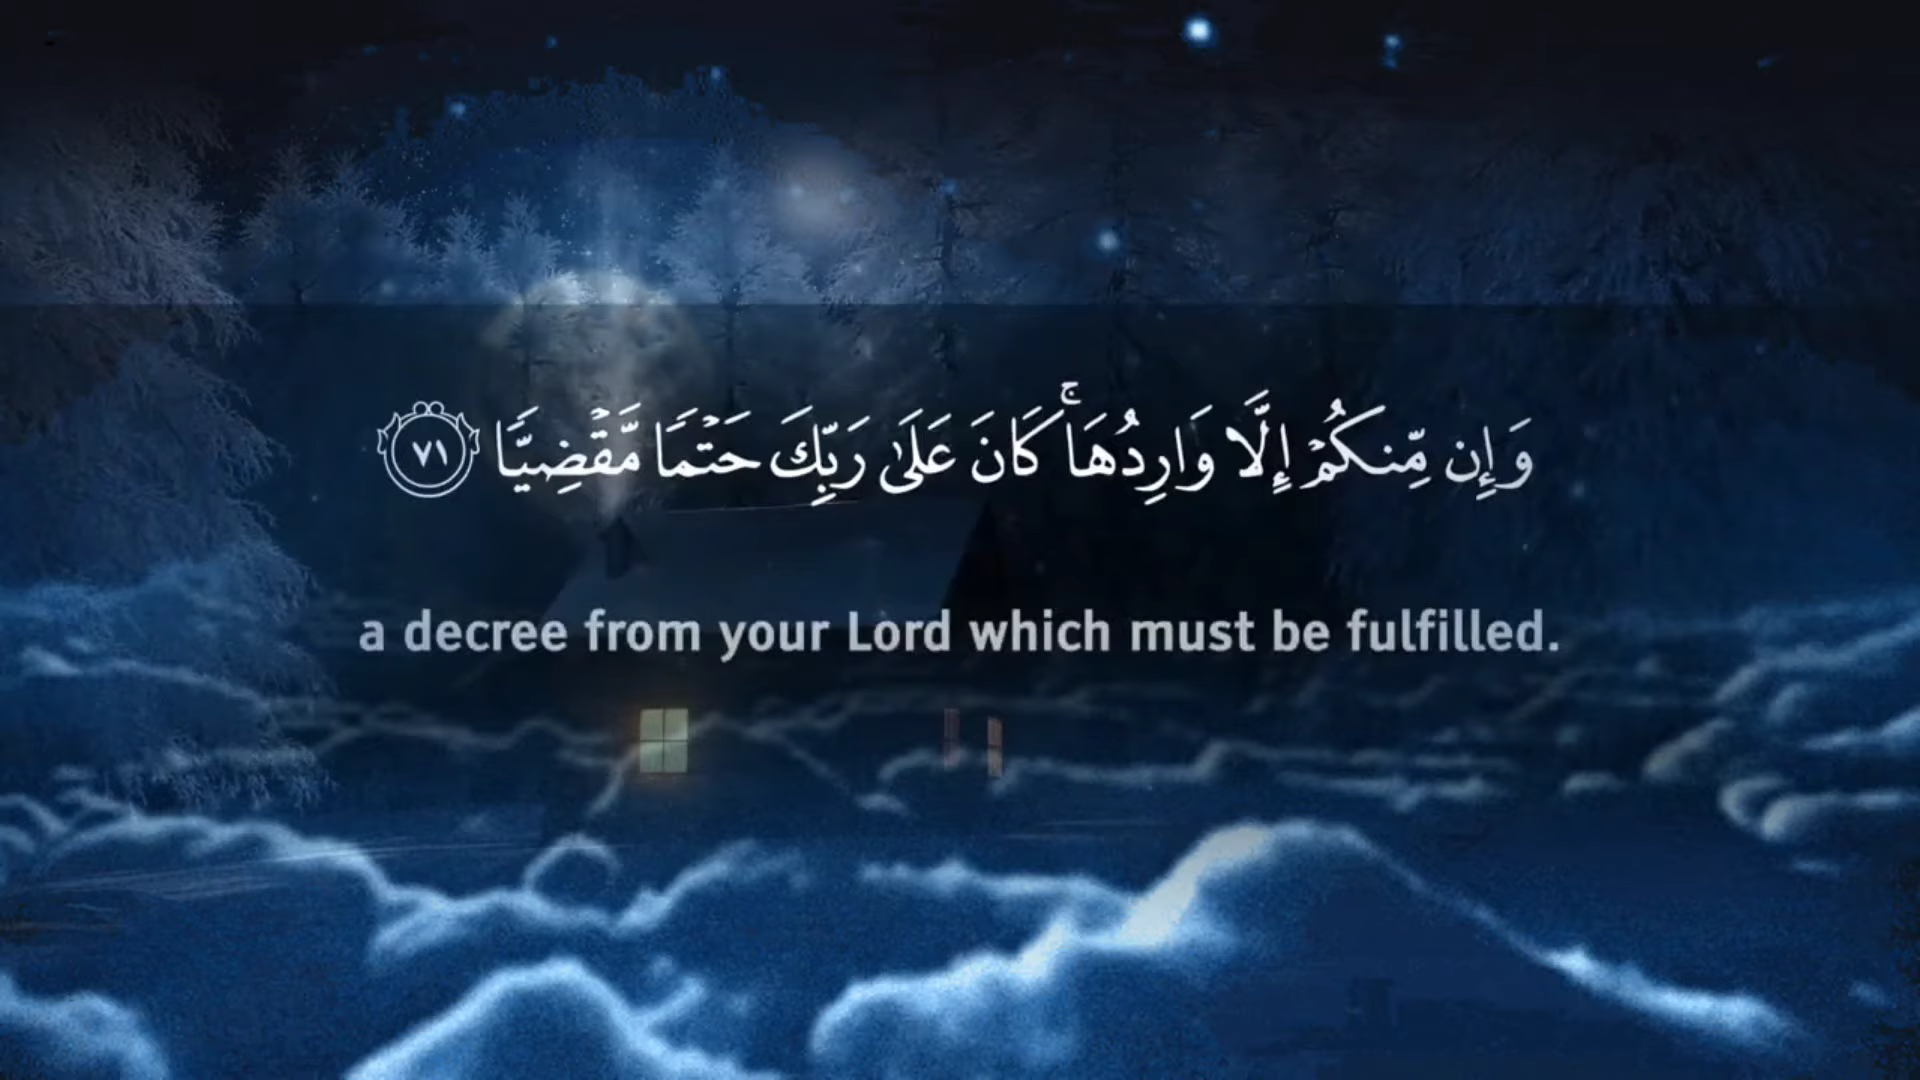 وَإِن مِّنكُمْ إِلَّا وَارِدُهَا ۚ كَانَ عَلَىٰ رَبِّكَ حَتْمًا مَّقْضِيًّا ٧١
a decree from your Lord which must be fulfilled.